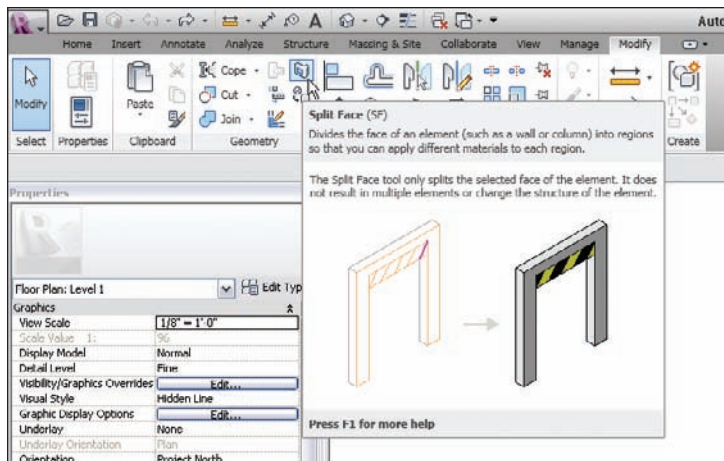 Auto
Home Insert Annotate Analyze Structure Massing & Site Collaborate View Manage Modify
Cope
Cut
Join
Modify
Paste
Select Properties Clipboard Geometry Create
Split Face (SF)
Divides the face of an element (such as a wall or column) into regions
so that you can apply different materials to each region.
The Split Face tool only splits the selected face of the element. It does
not result in multiple elements or change the structure of the element.
Press F1 for more help
Properties
Floor Plan: Level 1 Edit Typ
Graphics
View Scale 1/8" = 1'-0"
Scale Value 1: 96
Display Model Normal
Detail Level Fine
Visibility/Graphics Overrides Edit...
Visual Style Hidden Line
Graphic Display Options Edit...
Underlay None
Underlay Orientation Plan
Orientation Project North